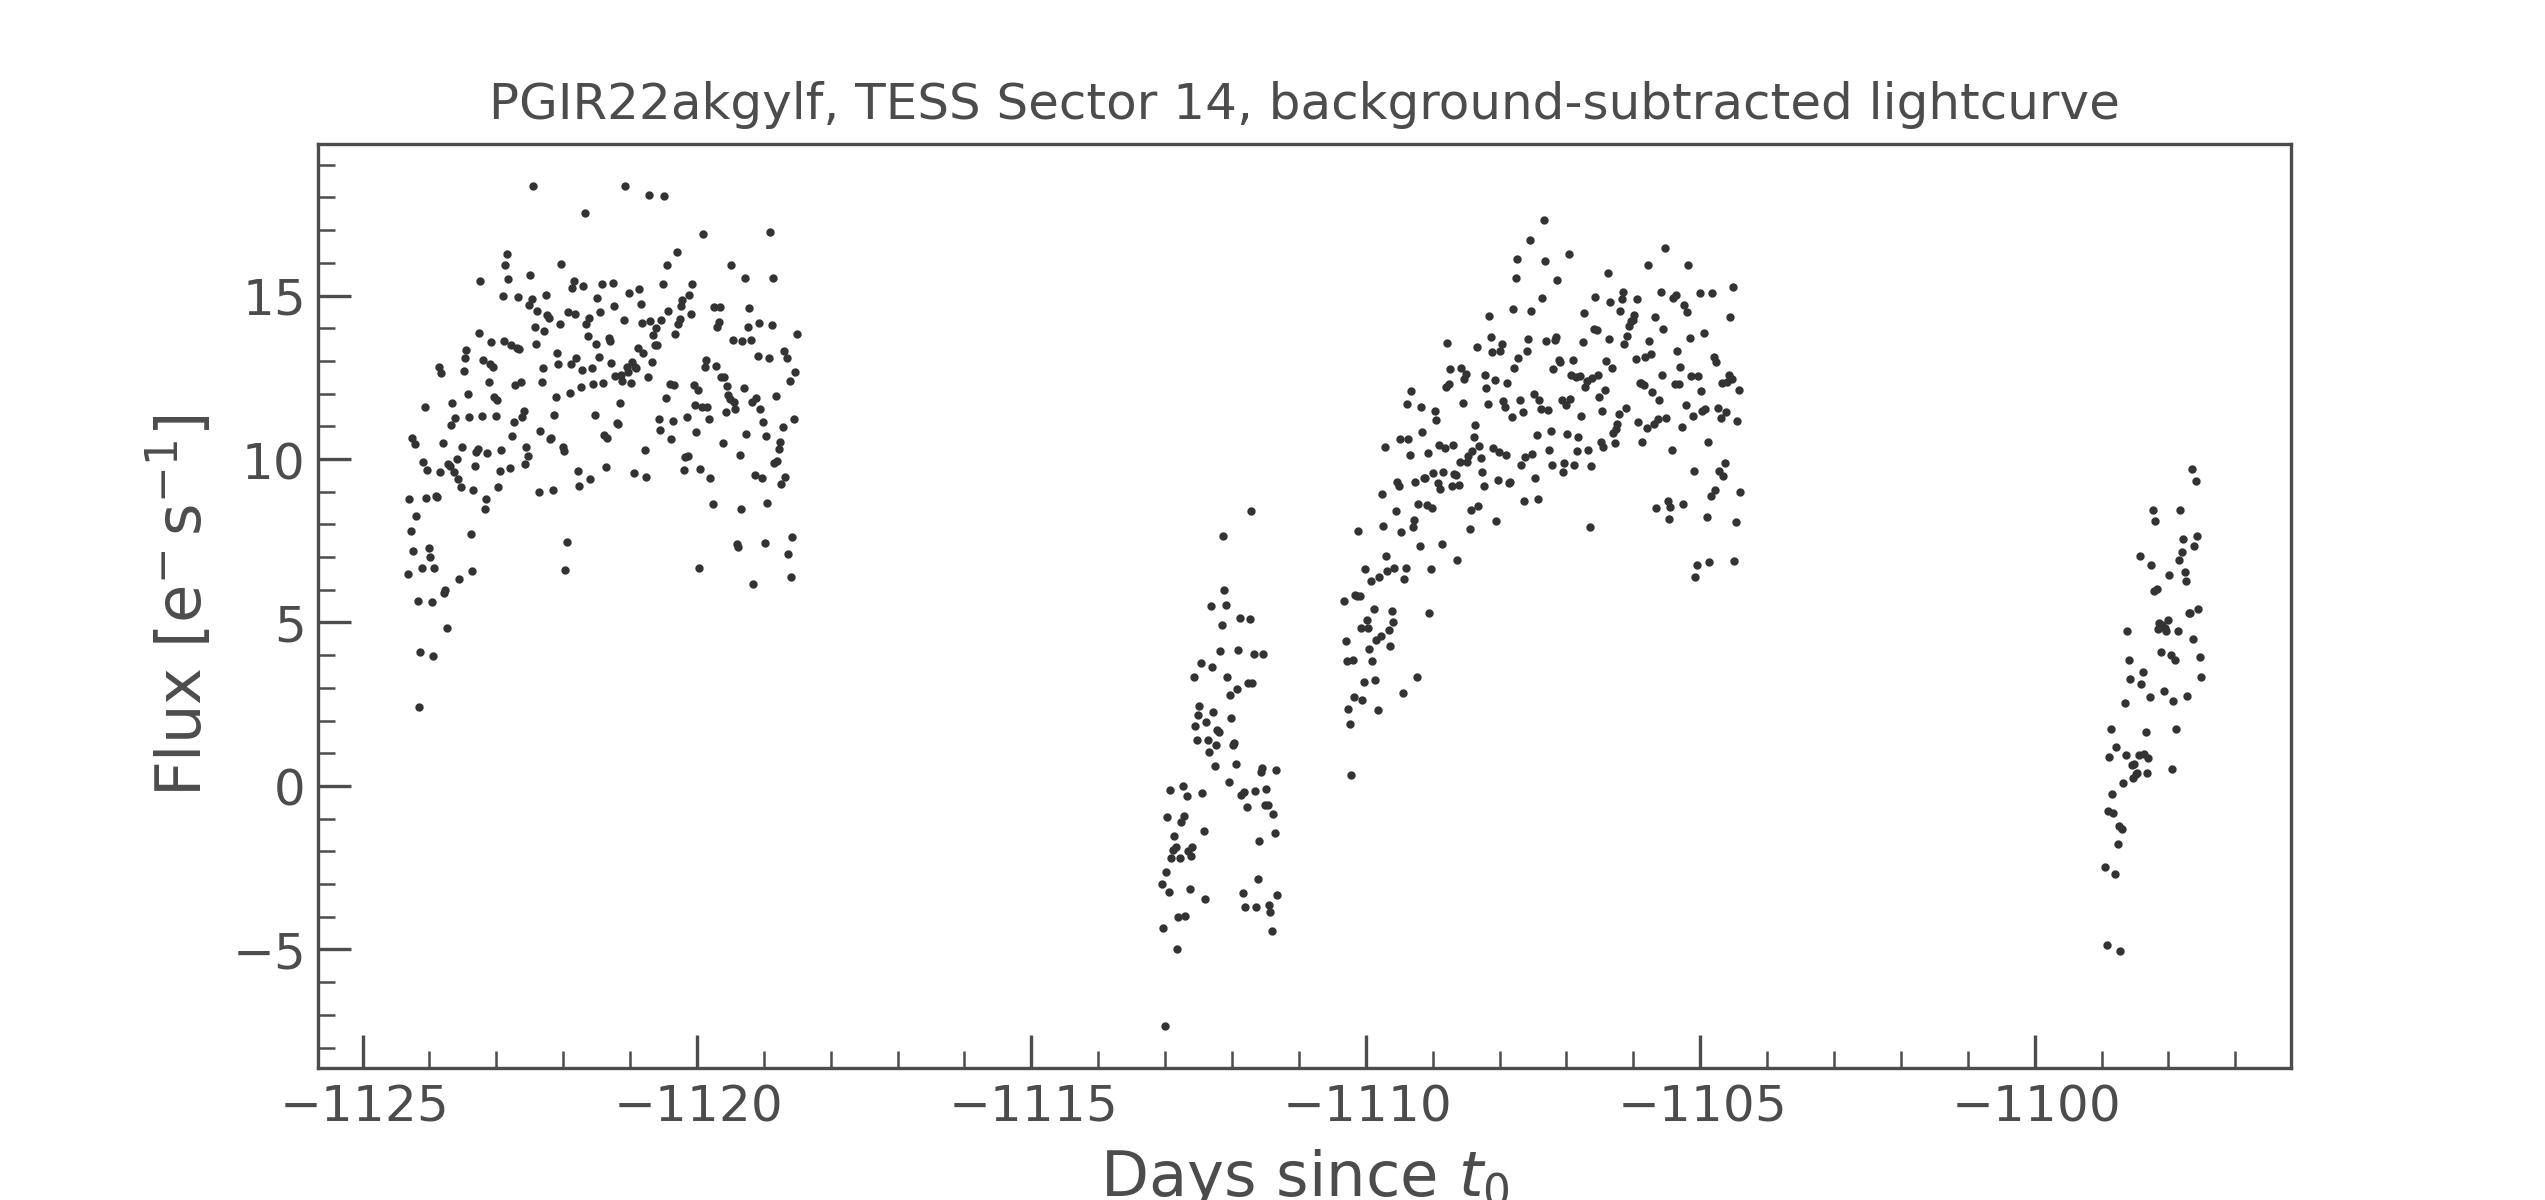 PGIR22akgylf, TESS Sector 14, background-subtracted lightcurve
Flux [e⁻ s⁻¹]
15
10
5
0
−5
−1125 −1120 −1115 −1110 −1105 −1100
Days since t₀